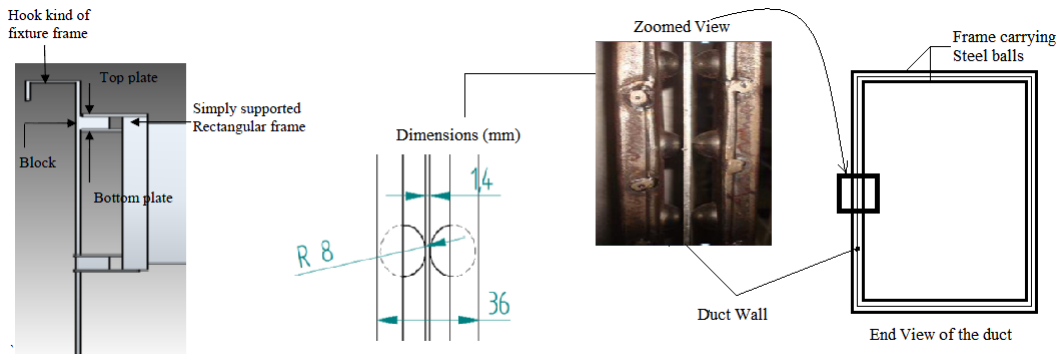 Hook kind of
fixture frame
Top plate
Simply supported
Rectangular frame
Block
Bottom plate
Dimensions (mm)
1,4
R 8
36
Zoomed View
Duct Wall
Frame carrying
Steel balls
End View of the duct